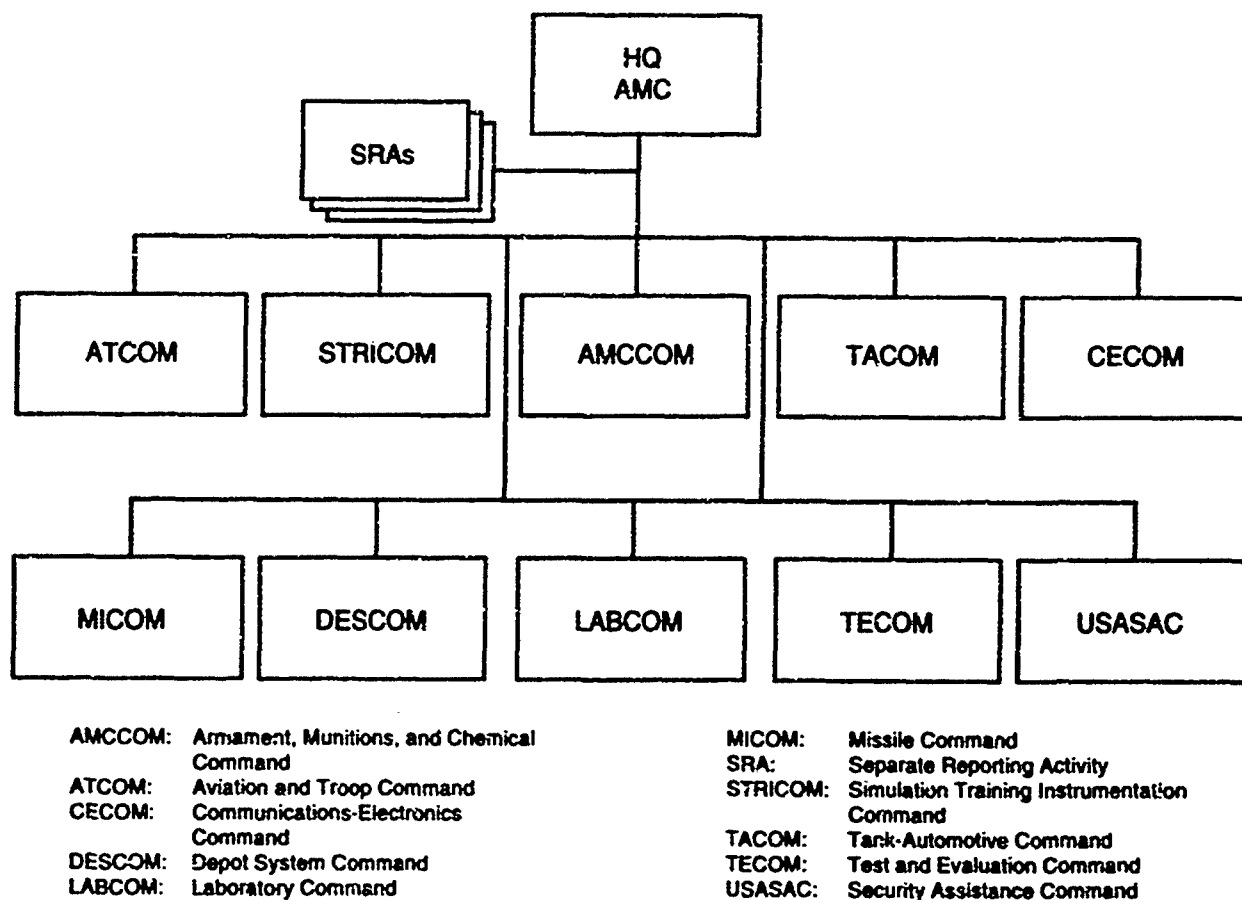 HQ
AMC
SRAs
ATCOM
STRICOM
AMCCOM
TACOM
CECOM
MICOM
DESCOM
LABCOM
TECOM
USASAC
AMCCOM: Armament, Munitions, and Chemical
Command
ATCOM: Aviation and Troop Command
CECOM: Communications-Electronics
Command
DESCOM: Depot System Command
LABCOM: Laboratory Command
MICOM: Missile Command
SRA: Separate Reporting Activity
STRICOM: Simulation Training Instrumentation
Command
TACOM: Tank-Automotive Command
TECOM: Test and Evaluation Command
USASAC: Security Assistance Command